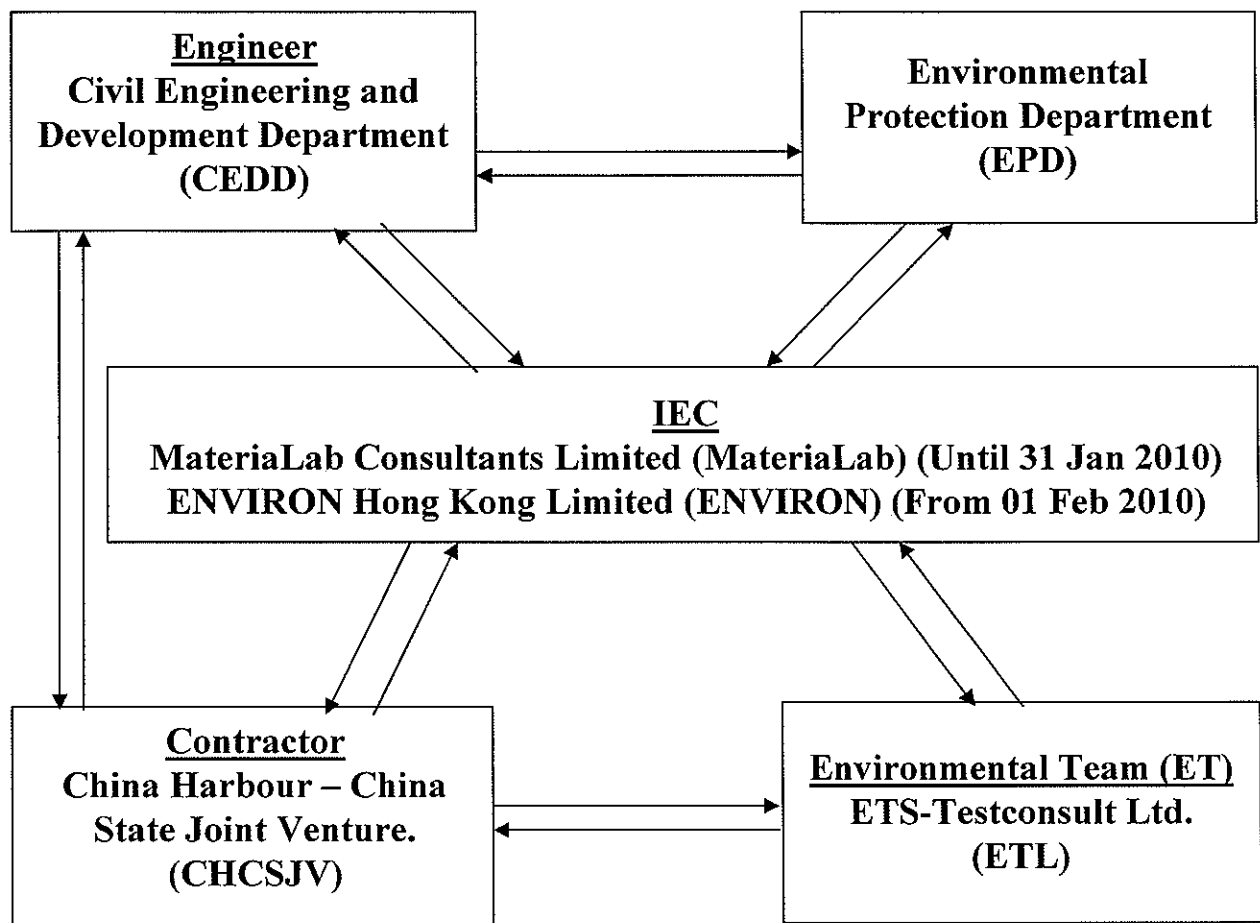 Engineer
Civil Engineering and
Development Department
(CEDD)
Environmental
Protection Department
(EPD)
IEC
MateriaLab Consultants Limited (MateriaLab) (Until 31 Jan 2010)
ENVIRON Hong Kong Limited (ENVIRON) (From 01 Feb 2010)
Contractor
China Harbour – China
State Joint Venture.
(CHCSJV)
Environmental Team (ET)
ETS-Testconsult Ltd.
(ETL)